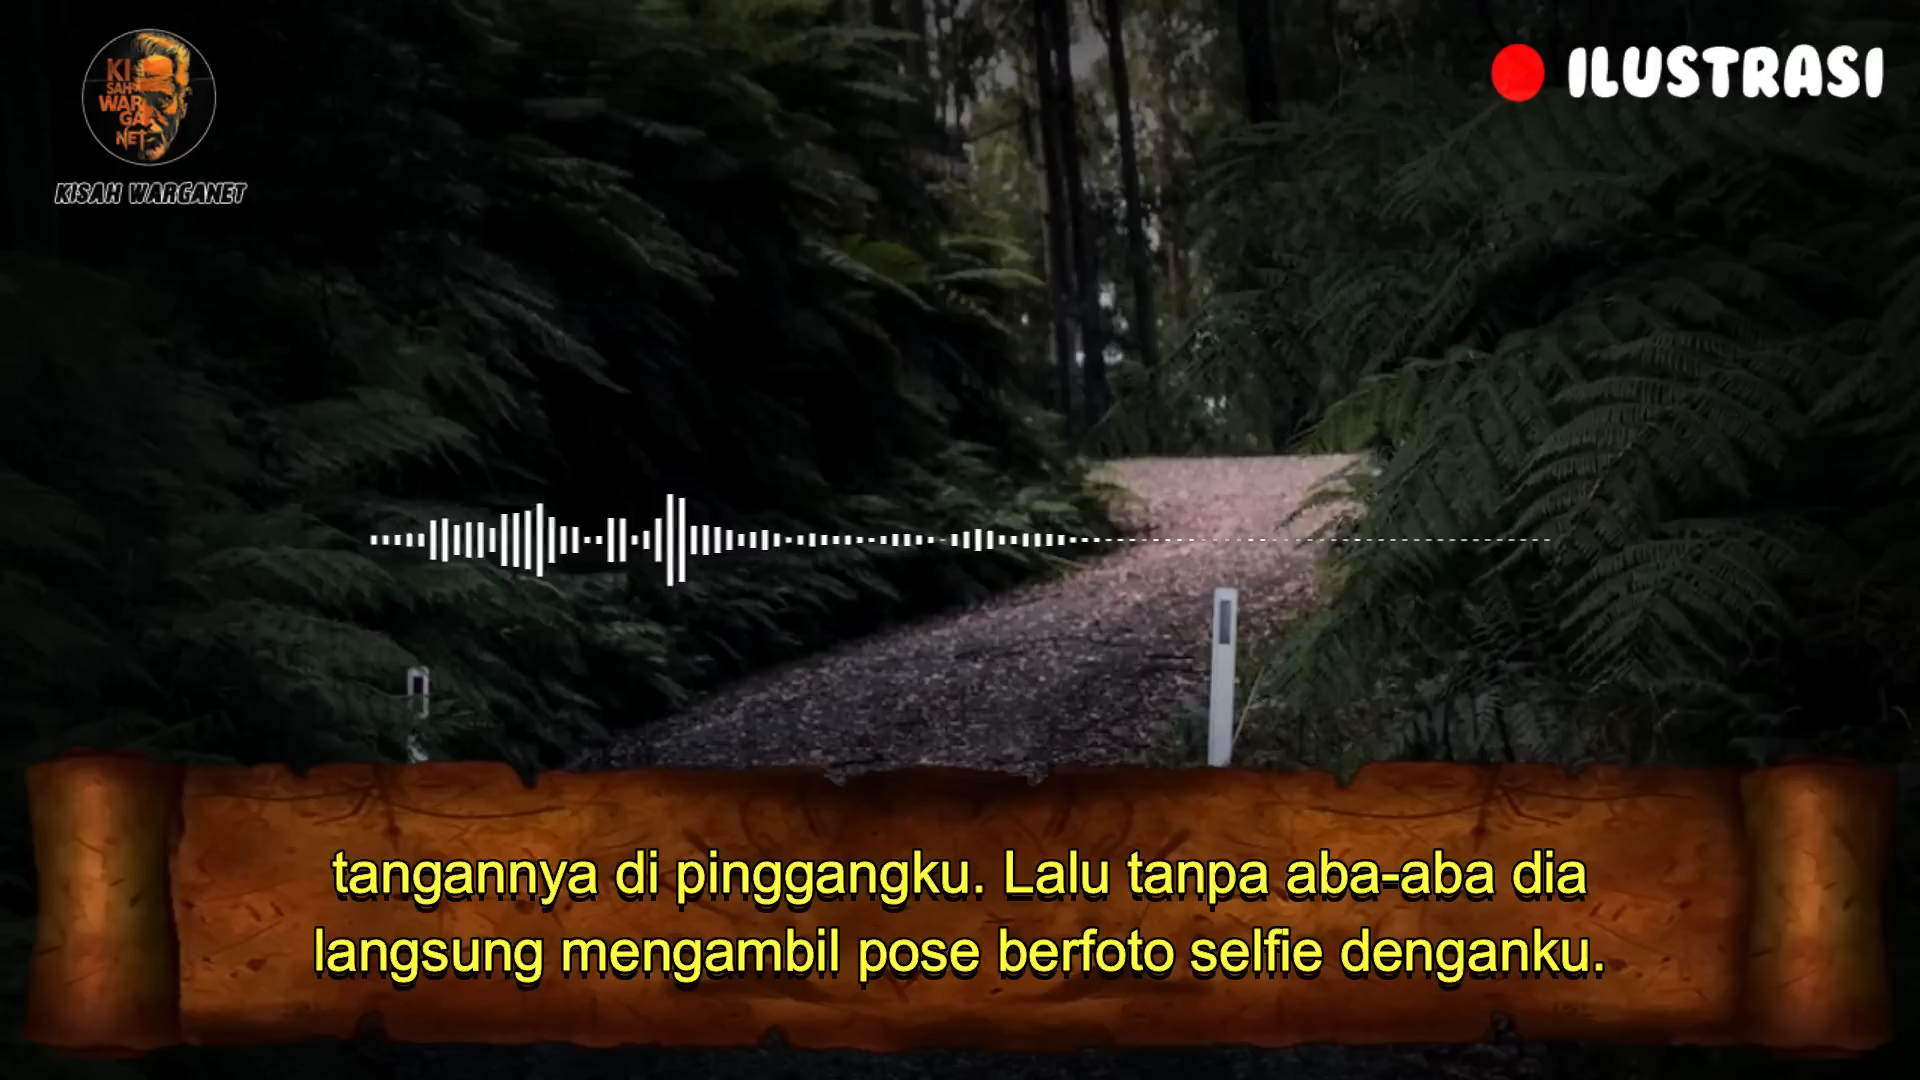 KI
SAH
WAR
GA
NET
KISAH WARGANET
ILUSTRASI
tangannya di pinggangku. Lalu tanpa aba-aba dia
langsung mengambil pose berfoto selfie denganku.